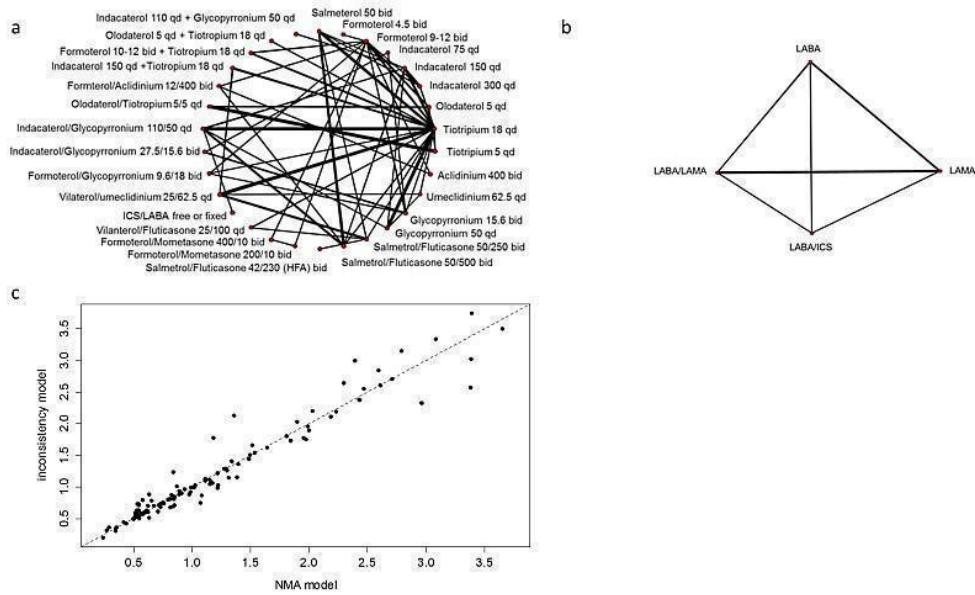 a
Indacaterol 110 qd + Glycopyrronium 50 qd
Olodaterol 5 qd + Tiotropium 18 qd
Formoterol 10-12 bid + Tiotropium 18 qd
Indacaterol 150 qd +Tiotropium 18 qd
Formterol/Aclidinium 12/400 bid
Olodaterol/Tiotropium 5/5 qd
Indacaterol/Glycopyrronium 110/50 qd
Indacaterol/Glycopyrronium 27.5/15.6 bid
Formoterol/Glycopyrronium 9.6/18 bid
Vilaterol/umeclidinium 25/62.5 qd
ICS/LABA free or fixed
Vilanterol/Fluticasone 25/100 qd
Formoterol/Mometasone 400/10 bid
Formoterol/Mometasone 200/10 bid
Salmetrol/Fluticasone 42/230 (HFA) bid
Salmeterol 50 bid
Formoterol 4.5 bid
Formoterol 9-12 bid
Indacaterol 75 qd
Indacaterol 150 qd
Indacaterol 300 qd
Olodaterol 5 qd
Tiotripium 18 qd
Tiotripium 5 qd
Aclidinium 400 bid
Umeclidinium 62.5 qd
Glycopyrronium 15.6 bid
Glycopyrronium 50 qd
Salmetrol/Fluticasone 50/250 bid
Salmetrol/Fluticasone 50/500 bid
b
LABA
LABA/LAMA
LAMA
LABA/ICS
c
inconsistency model
3.5
3.0
2.5
2.0
1.5
1.0
0.5
0.5 1.0 1.5 2.0 2.5 3.0 3.5
NMA model